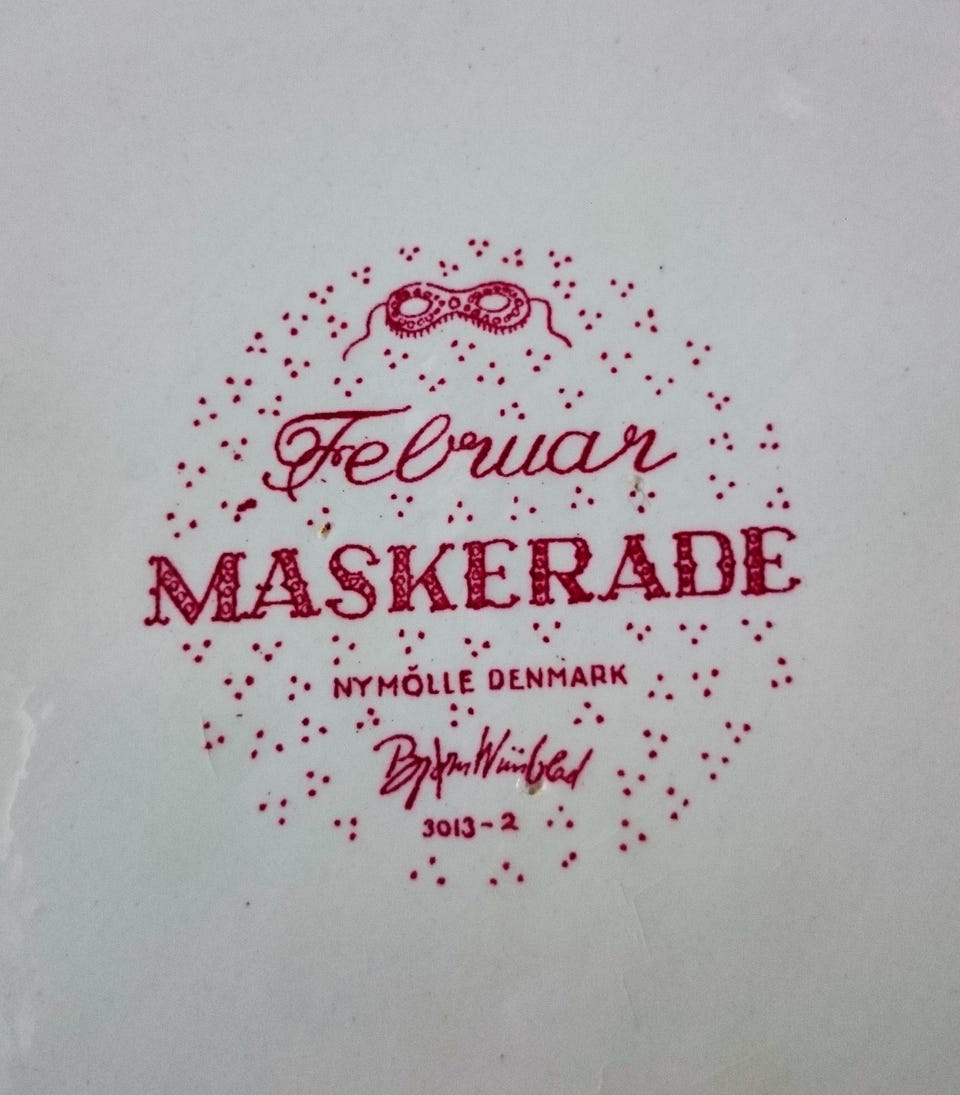 Februar
MASKERADE
NYMÖLLE DENMARK
Bjørn Wiinblad
3013-2